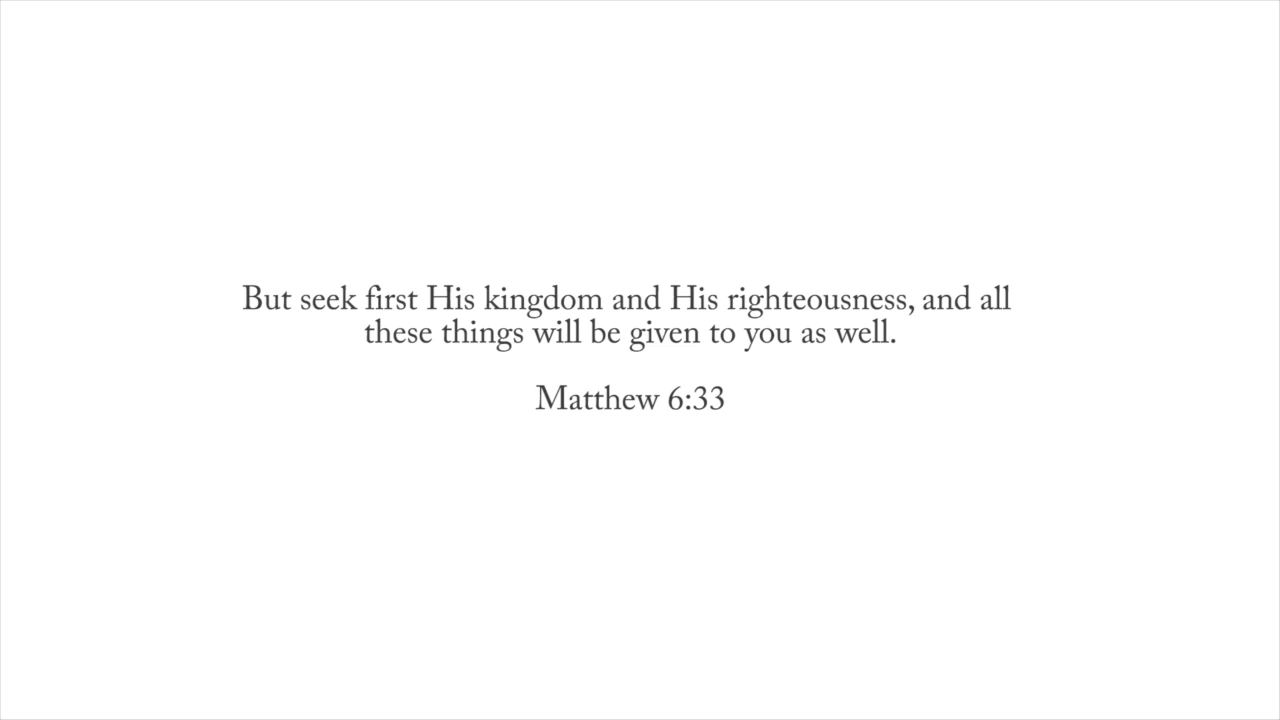 But seek first His kingdom and His righteousness, and all
these things will be given to you as well.
Matthew 6:33